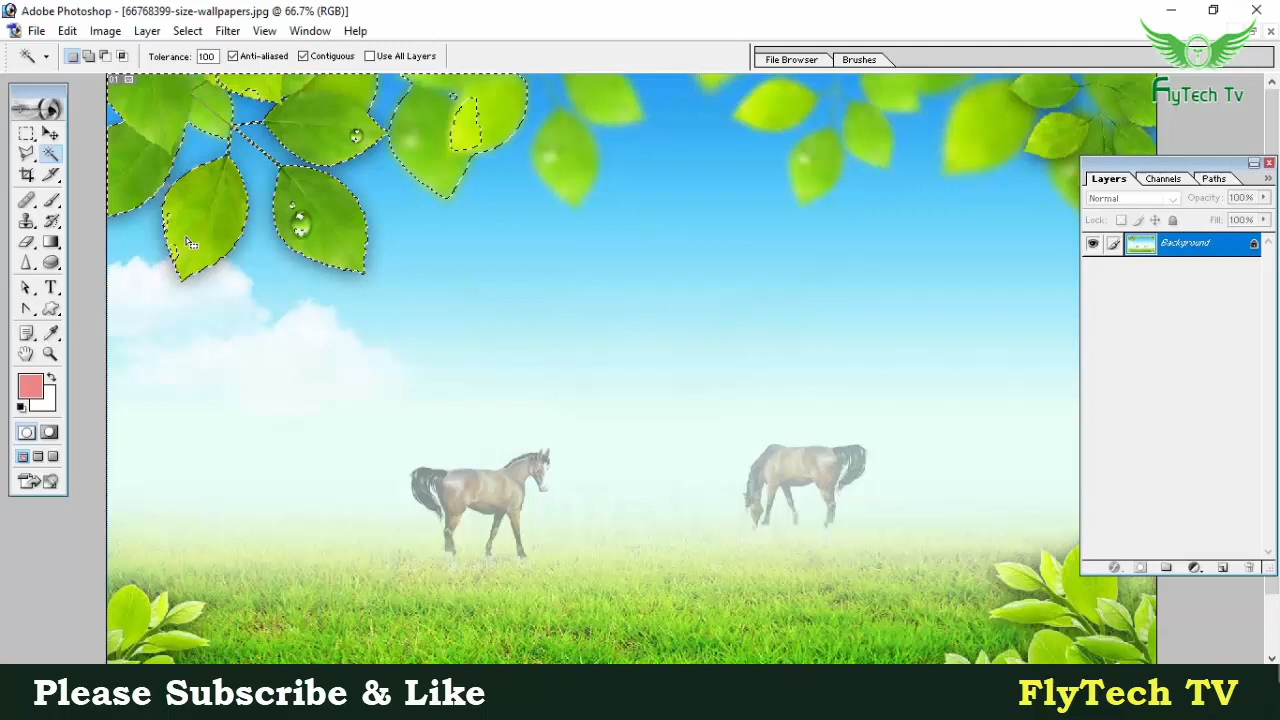 Adobe Photoshop - [66768399-size-wallpapers.jpg @ 66.7% (RGB)]
File Edit Image Layer Select Filter View Window Help
Tolerance: 100 Anti-aliased Contiguous Use All Layers
File Browser Brushes
FlyTech Tv
01
Layers Channels Paths
Normal Opacity: 100%
Lock: Fill: 100%
Background
Please Subscribe & Like
FlyTech TV